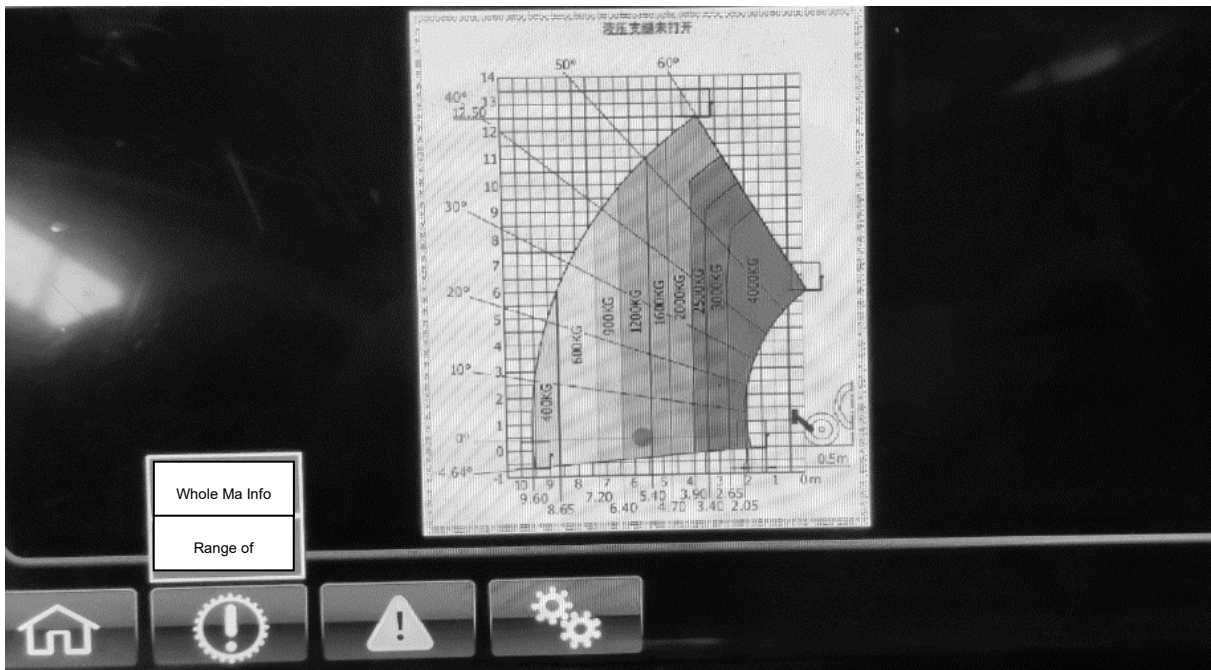 液压支腿未打开
50°
60°
14
40°
13
12.50
12
11
10
30°
9
8
7
20°
6
5
4
10°
3
2
1
0°
0
-4.64°
-1
400KG
600KG
900KG
1200KG
1600KG
2000KG
2500KG
3000KG
4000KG
0.5m
10 9 8 7 6 5 4 3 2 1 0m
9.60 7.20 5.40 3.90 2.65
8.65 6.40 4.70 3.40 2.05
Whole Ma Info
Range of